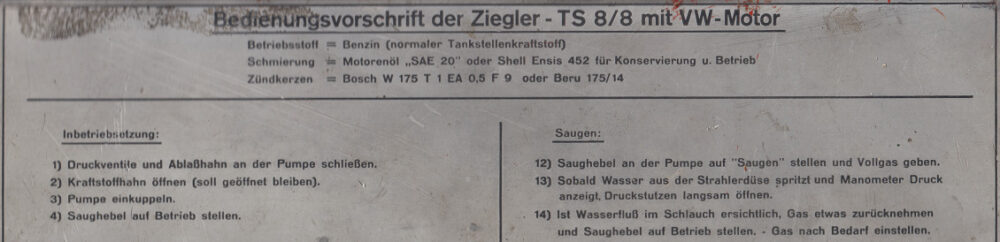 Bedienungsvorschrift der Ziegler - TS 8/8 mit VW-Motor
Betriebsstoff = Benzin (normaler Tankstellenkraftstoff)
Schmierung = Motorenöl „SAE 20" oder Shell Ensis 452 für Konservierung u. Betrieb
Zündkerzen = Bosch W 175 T 1 EA 0,5 F 9 oder Beru 175/14
Inbetriebsetzung:
1) Druckventile und Ablaßhahn an der Pumpe schließen.
2) Kraftstoffhahn öffnen (soll geöffnet bleiben).
3) Pumpe einkuppeln.
4) Saughebel auf Betrieb stellen.
Saugen:
12) Saughebel an der Pumpe auf "Saugen" stellen und Vollgas geben.
13) Sobald Wasser aus der Strahlerdüse spritzt und Manometer Druck
anzeigt, Druckstutzen langsam öffnen.
14) Ist Wasserfluß im Schlauch ersichtlich, Gas etwas zurücknehmen
und Saughebel auf Betrieb stellen. - Gas nach Bedarf einstellen.